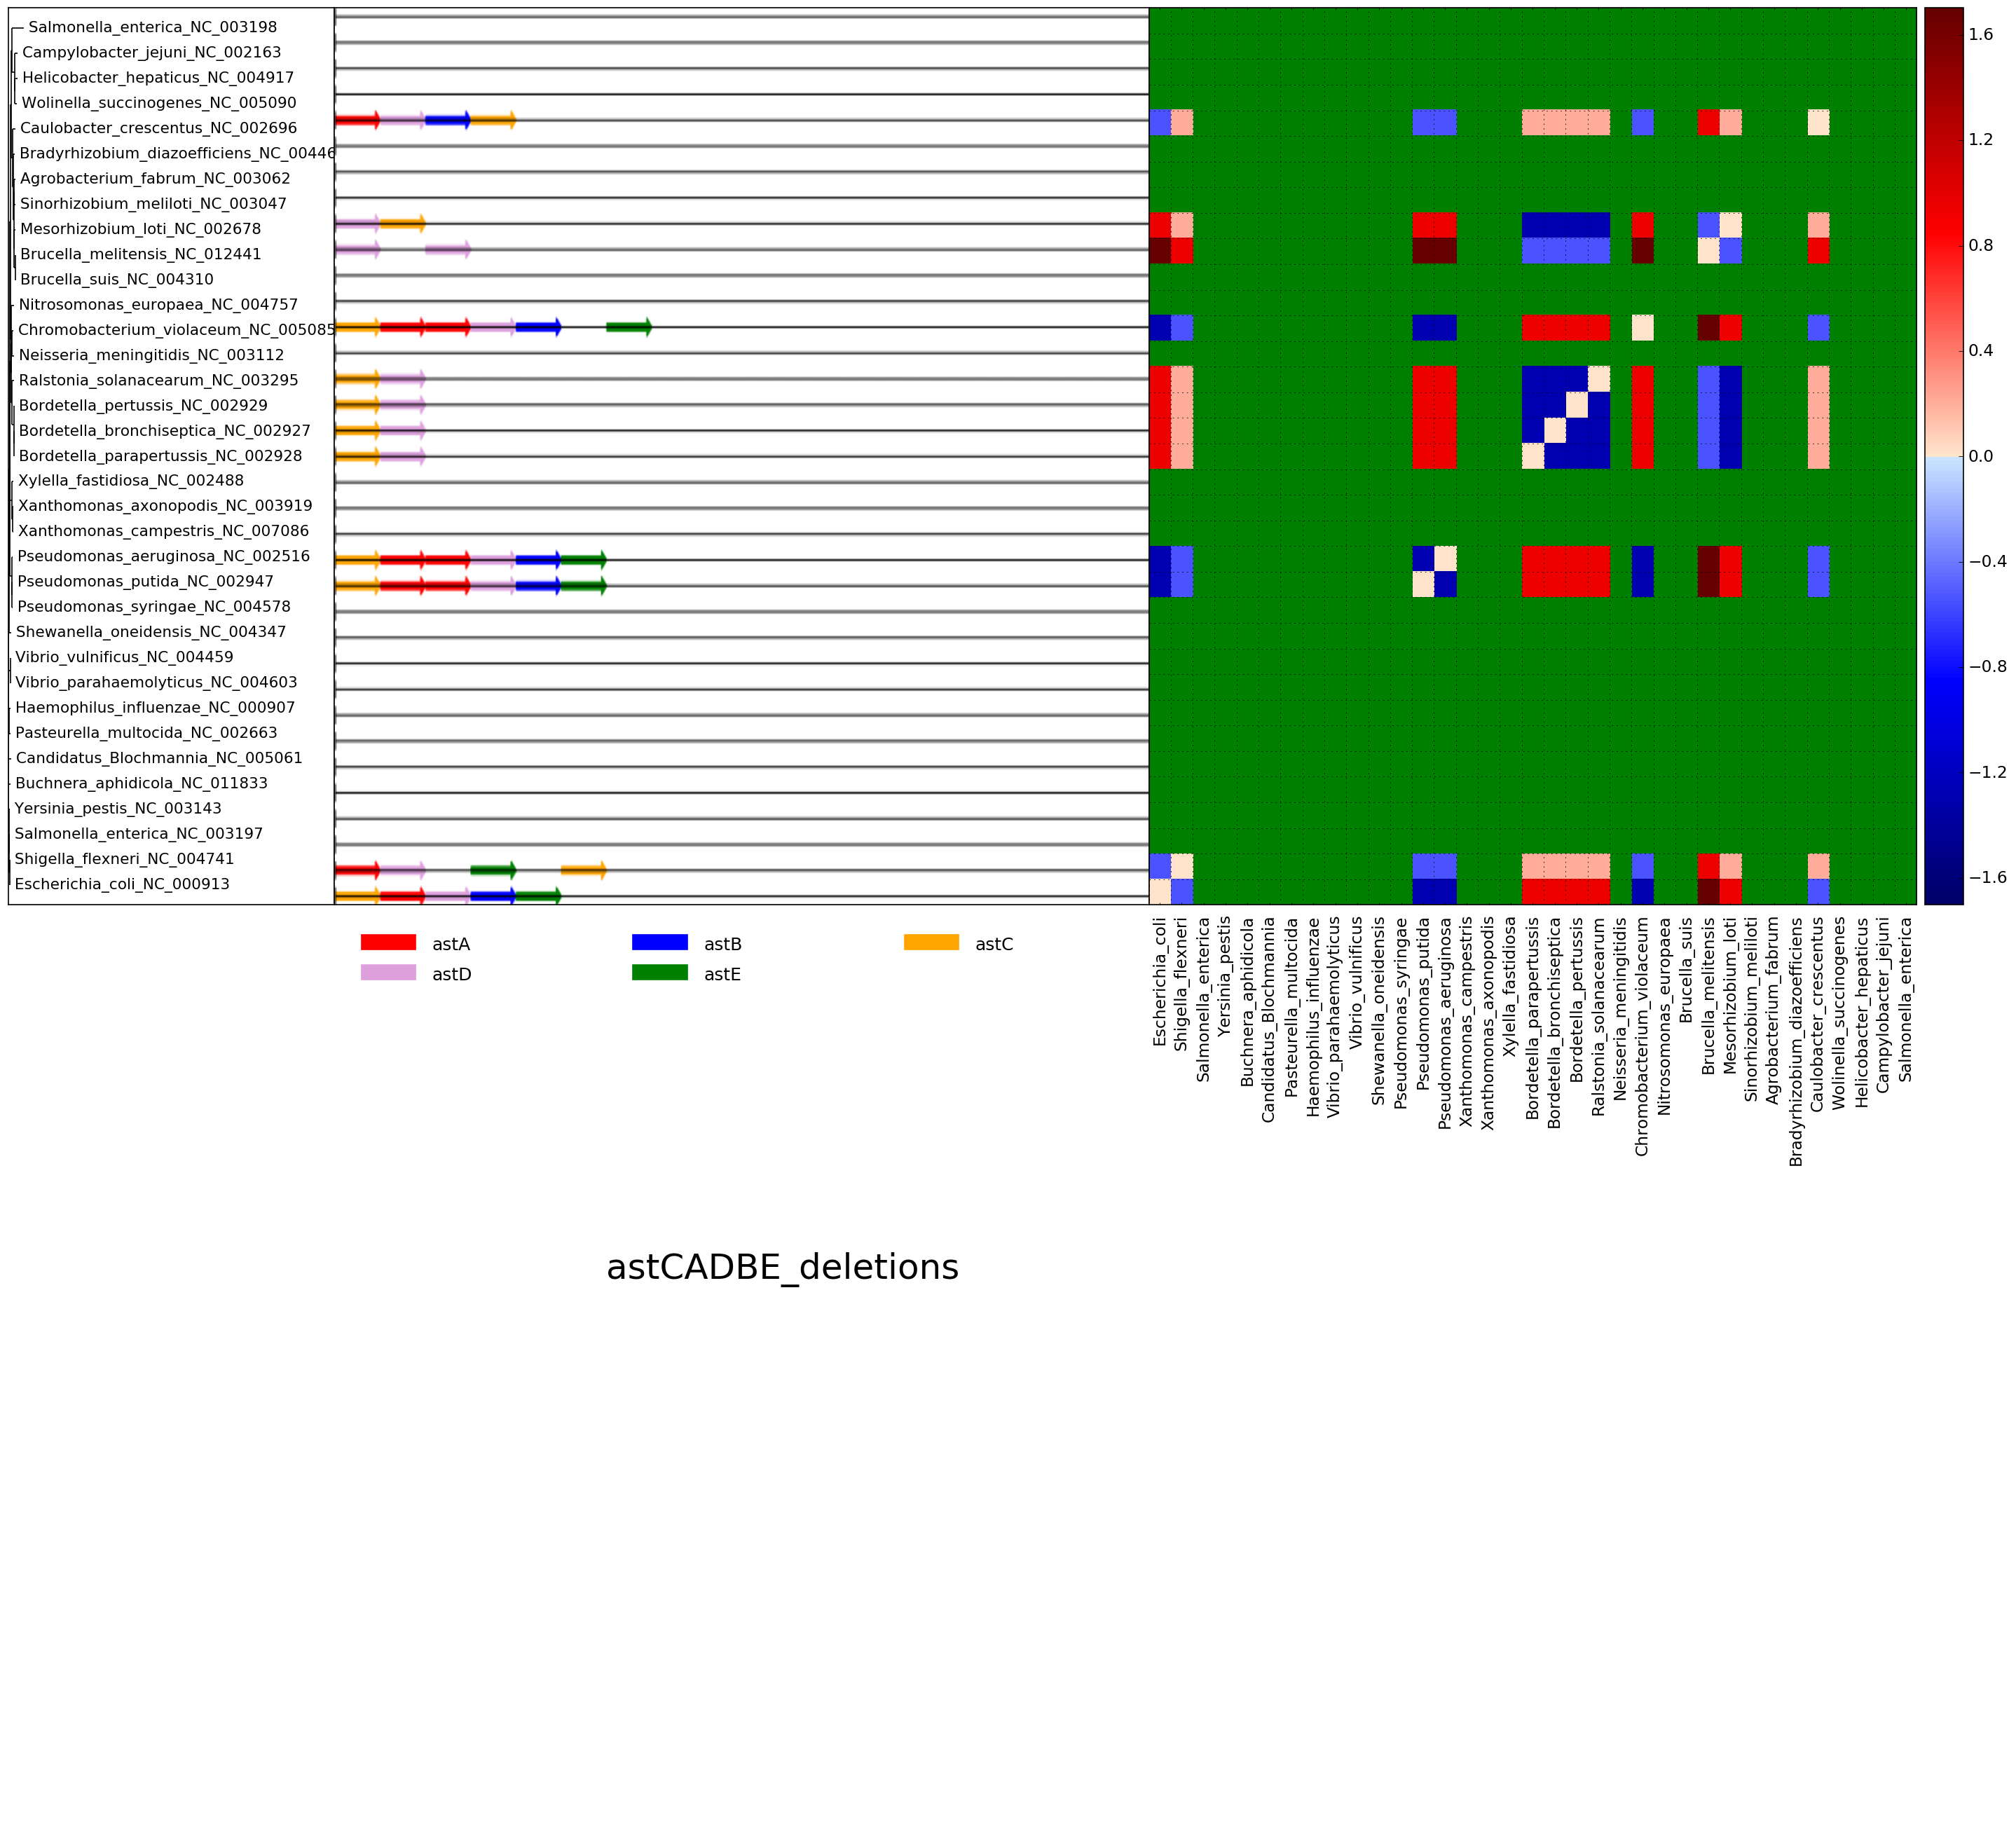 Salmonella_enterica_NC_003198
Campylobacter_jejuni_NC_002163
Helicobacter_hepaticus_NC_004917
Wolinella_succinogenes_NC_005090
Caulobacter_crescentus_NC_002696
Bradyrhizobium_diazoefficiens_NC_00446
Agrobacterium_fabrum_NC_003062
Sinorhizobium_meliloti_NC_003047
Mesorhizobium_loti_NC_002678
Brucella_melitensis_NC_012441
Brucella_suis_NC_004310
Nitrosomonas_europaea_NC_004757
Chromobacterium_violaceum_NC_005085
Neisseria_meningitidis_NC_003112
Ralstonia_solanacearum_NC_003295
Bordetella_pertussis_NC_002929
Bordetella_bronchiseptica_NC_002927
Bordetella_parapertussis_NC_002928
Xylella_fastidiosa_NC_002488
Xanthomonas_axonopodis_NC_003919
Xanthomonas_campestris_NC_007086
Pseudomonas_aeruginosa_NC_002516
Pseudomonas_putida_NC_002947
Pseudomonas_syringae_NC_004578
Shewanella_oneidensis_NC_004347
Vibrio_vulnificus_NC_004459
Vibrio_parahaemolyticus_NC_004603
Haemophilus_influenzae_NC_000907
Pasteurella_multocida_NC_002663
Candidatus_Blochmannia_NC_005061
Buchnera_aphidicola_NC_011833
Yersinia_pestis_NC_003143
Salmonella_enterica_NC_003197
Shigella_flexneri_NC_004741
Escherichia_coli_NC_000913
1.6
1.2
0.8
0.4
0.0
−0.4
−0.8
−1.2
−1.6
Escherichia_coli
Shigella_flexneri
Salmonella_enterica
Yersinia_pestis
Buchnera_aphidicola
Candidatus_Blochmannia
Pasteurella_multocida
Haemophilus_influenzae
Vibrio_parahaemolyticus
Vibrio_vulnificus
Shewanella_oneidensis
Pseudomonas_syringae
Pseudomonas_putida
Pseudomonas_aeruginosa
Xanthomonas_campestris
Xanthomonas_axonopodis
Xylella_fastidiosa
Bordetella_parapertussis
Bordetella_bronchiseptica
Bordetella_pertussis
Ralstonia_solanacearum
Neisseria_meningitidis
Chromobacterium_violaceum
Nitrosomonas_europaea
Brucella_suis
Brucella_melitensis
Mesorhizobium_loti
Sinorhizobium_meliloti
Agrobacterium_fabrum
Bradyrhizobium_diazoefficiens
Caulobacter_crescentus
Wolinella_succinogenes
Helicobacter_hepaticus
Campylobacter_jejuni
Salmonella_enterica
astA astB astC
astD astE
astCADBE_deletions